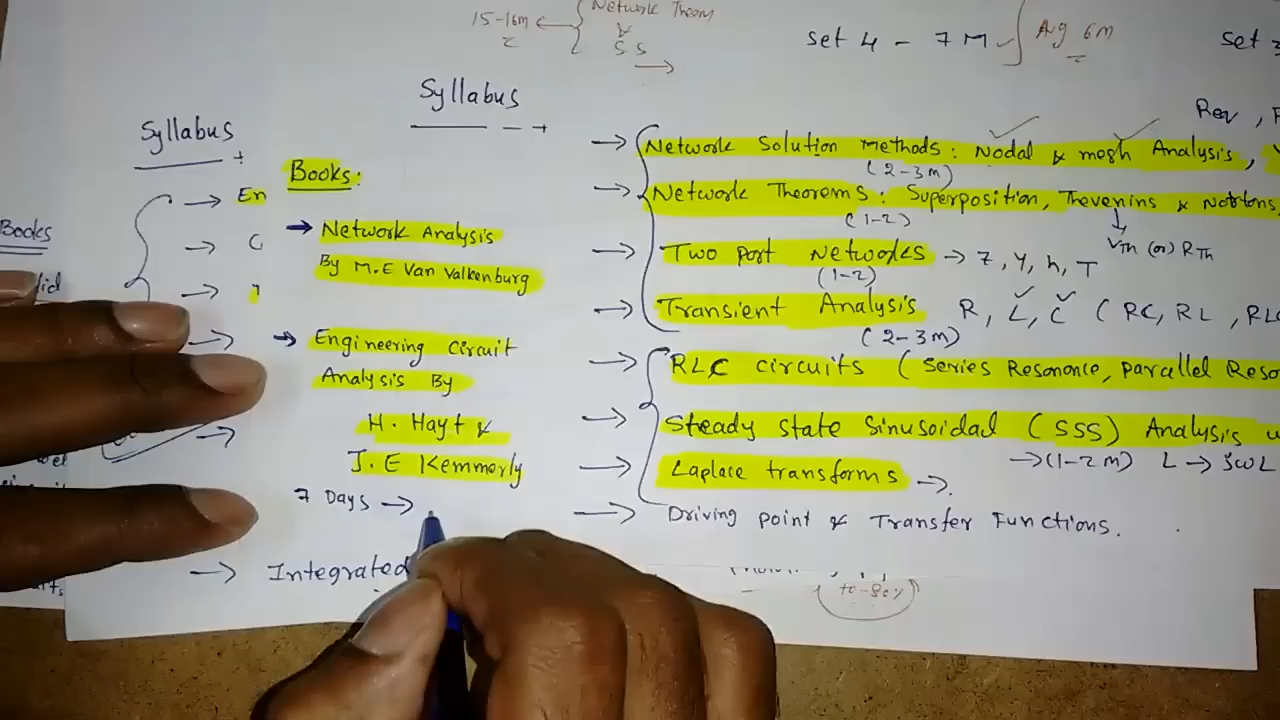 15-16m ← Network Theory
&
S S
→
set 4 - 7 M Avg 6m
set
Syllabus
Syllabus
Books
Books:
→ En
→ Network Analysis
By M.E Van Valkenburg
→ Engineering Circuit
Analysis By
H. Hayt &
J.E Kemmerly
7 Days →
→ Integrated
Req ,
→ Network Solution Methods: Nodal & mesh Analysis,
(2-3m)
→ Network Theorems: Superposition, Thevenins & Nortons,
(1-2)
VTh (or) RTh
→ Two port Networks → Z, Y, h, T
(1-2)
→ Transient Analysis R, L, C (RC, RL, RLC
(2-3m)
→ RLC circuits (Series Resonance, parallel Reso
→ Steady state Sinusoidad (SSS) Analysis u
→(1-2m) L → jωL
→ Laplace transforms →.
→ Driving point & Transfer Functions.